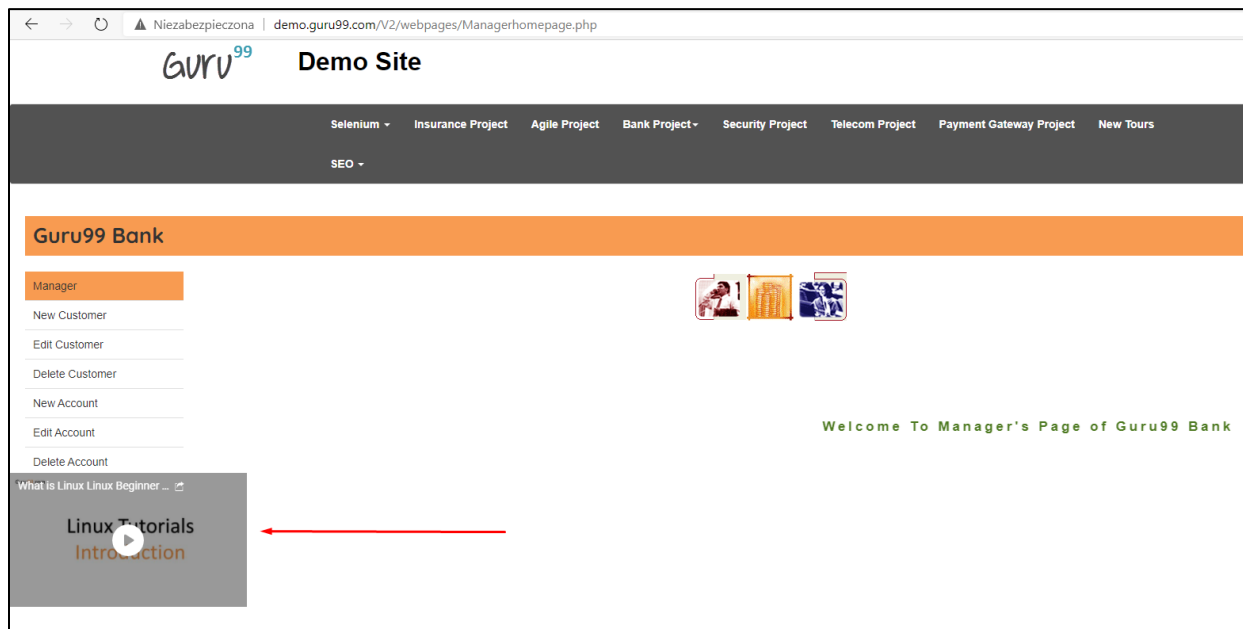 Niezabezpieczona | demo.guru99.com/V2/webpages/Managerhomepage.php
Guru99 Demo Site
Selenium Insurance Project Agile Project Bank Project Security Project Telecom Project Payment Gateway Project New Tours
SEO
Guru99 Bank
Manager
New Customer
Edit Customer
Delete Customer
New Account
Edit Account
Welcome To Manager's Page of Guru99 Bank
Delete Account
What is Linux Linux Beginner ...
Linux Tutorials
Introduction